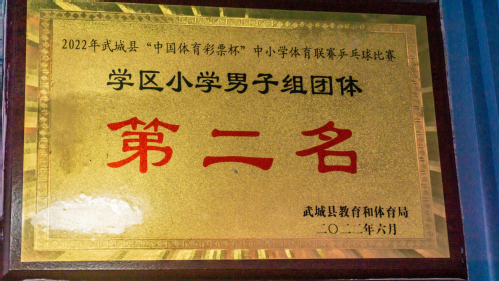 2022年武城县“中国体育彩票杯”中小学体育联赛乒乓球比赛
学区小学男子组团体
第二名
武城县教育和体育局
二〇二二年六月